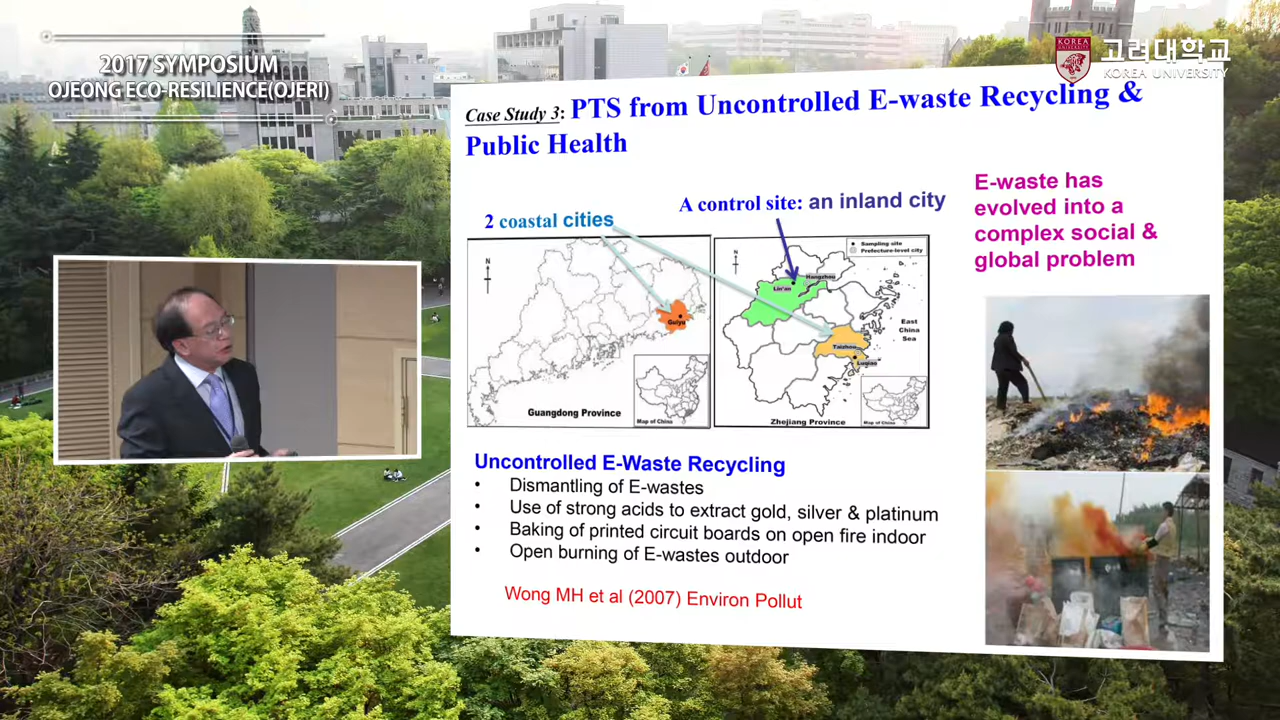 2017 SYMPOSIUM
OJEONG ECO-RESILIENCE(OJERI)
KOREA
UNIVERSITY
고려대학교
KOREA UNIVERSITY
Case Study 3: PTS from Uncontrolled E-waste Recycling &
Public Health
2 coastal cities
A control site: an inland city
E-waste has
evolved into a
complex social &
global problem
N
Guiyu
Guangdong Province
Map of China
N
Sampling site
Prefecture-level city
Hangzhou
Lin'an
East
China
Sea
Taizhou
Luqiao
Zhejiang Province
Map of China
Uncontrolled E-Waste Recycling
• Dismantling of E-wastes
• Use of strong acids to extract gold, silver & platinum
• Baking of printed circuit boards on open fire indoor
• Open burning of E-wastes outdoor
Wong MH et al (2007) Environ Pollut